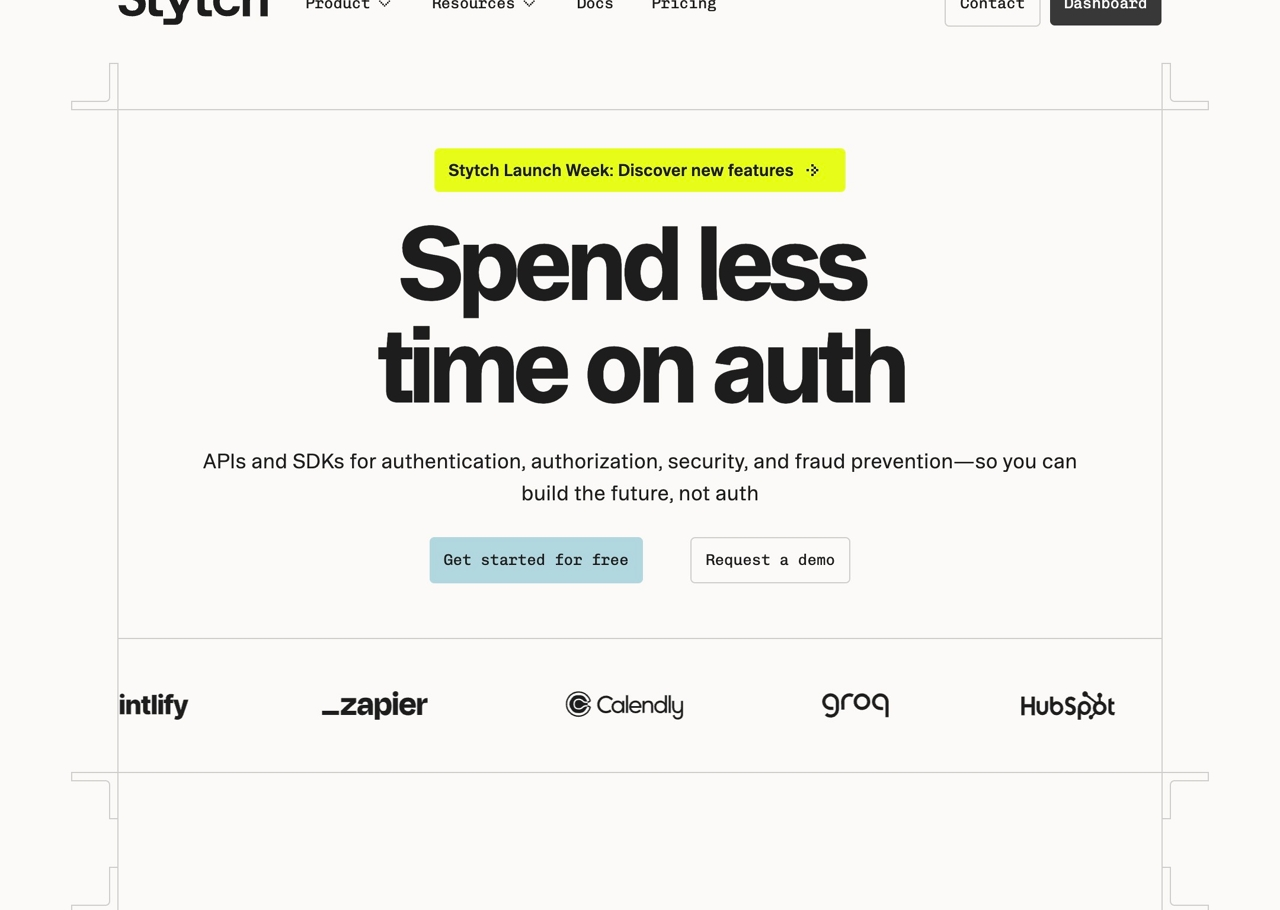 Stytch Product Resources Docs Pricing Contact Dashboard
Stytch Launch Week: Discover new features
Spend less
time on auth
APIs and SDKs for authentication, authorization, security, and fraud prevention—so you can
build the future, not auth
Get started for free Request a demo
intlify _zapier Calendly groq HubSpot